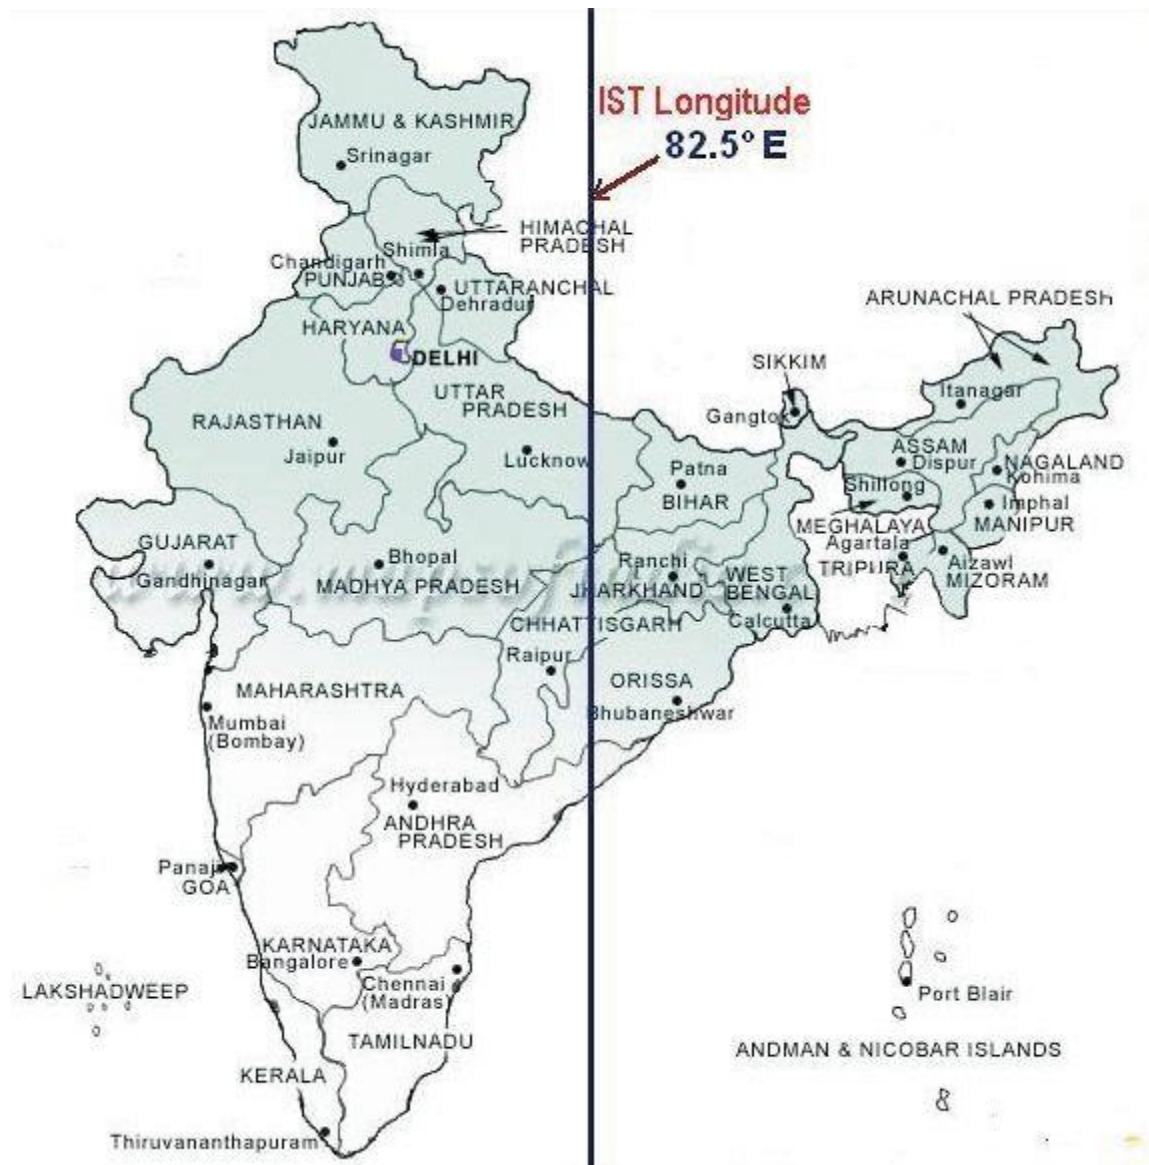 IST Longitude
82.5° E
JAMMU & KASHMIR
Srinagar
HIMACHAL
PRADESH
Shimla
Chandigarh
PUNJAB
UTTARANCHAL
Dehradun
ARUNACHAL PRADESH
HARYANA
DELHI
SIKKIM
UTTAR
PRADESH
Itanagar
Gangtok
RAJASTHAN
Jaipur
Lucknow
ASSAM
Dispur
NAGALAND
Kohima
Patna
BIHAR
Shillong
Imphal
MANIPUR
MEGHALAYA
Agartala
TRIPURA
Aizawl
MIZORAM
GUJARAT
Gandhinagar
Bhopal
MADHYA PRADESH
Ranchi
JHARKHAND
WEST
BENGAL
Calcutta
CHHATTISGARH
Raipur
ORISSA
Bhubaneshwar
MAHARASHTRA
Mumbai
(Bombay)
Hyderabad
ANDHRA
PRADESH
Panaji
GOA
KARNATAKA
Bangalore
Chennai
(Madras)
LAKSHADWEEP
Port Blair
TAMILNADU
ANDMAN & NICOBAR ISLANDS
KERALA
Thiruvananthapuram